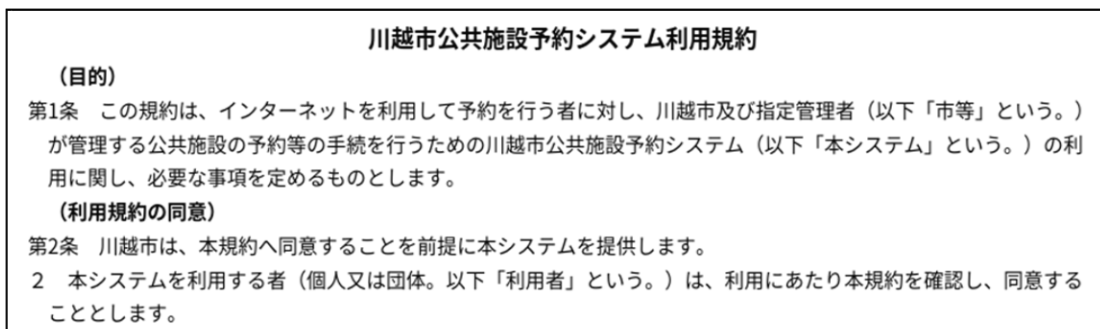 川越市公共施設予約システム利用規約
（目的）
第1条　この規約は、インターネットを利用して予約を行う者に対し、川越市及び指定管理者（以下「市等」という。）
が管理する公共施設の予約等の手続を行うための川越市公共施設予約システム（以下「本システム」という。）の利
用に関し、必要な事項を定めるものとします。
（利用規約の同意）
第2条　川越市は、本規約へ同意することを前提に本システムを提供します。
２　本システムを利用する者（個人又は団体。以下「利用者」という。）は、利用にあたり本規約を確認し、同意する
こととします。